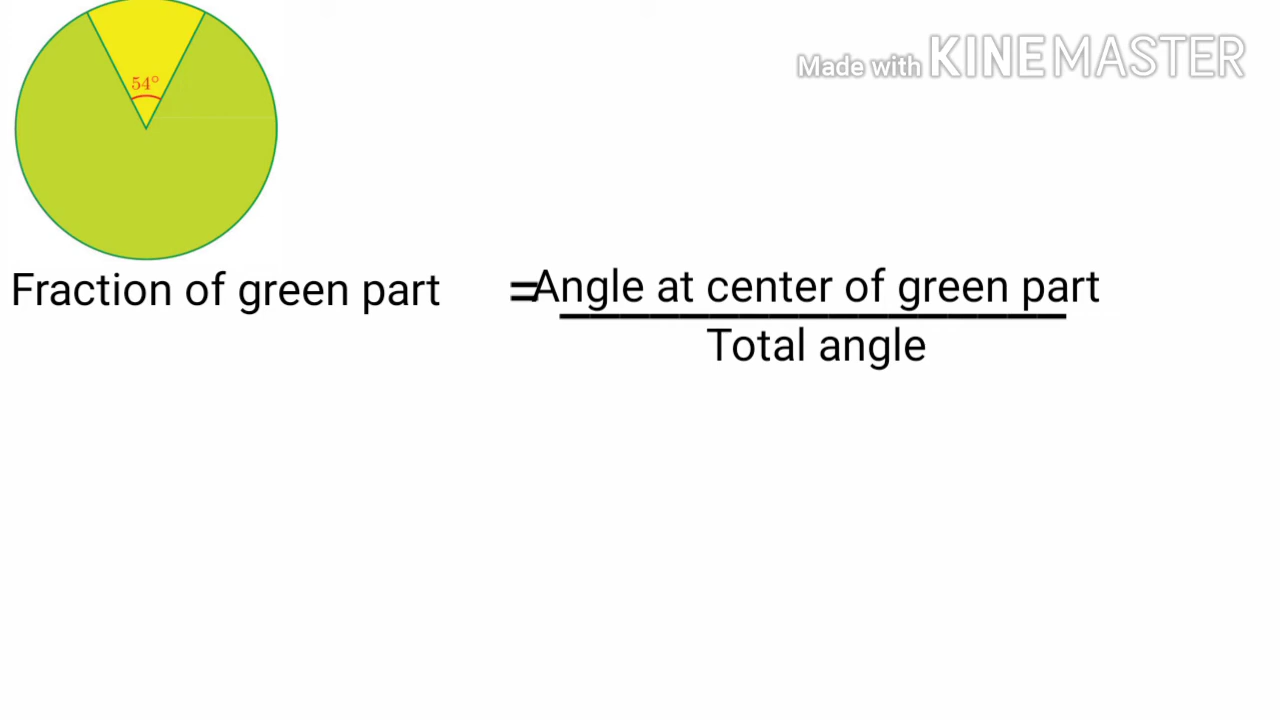 Made with KINEMASTER
54°
Fraction of green part = Angle at center of green part
Total angle